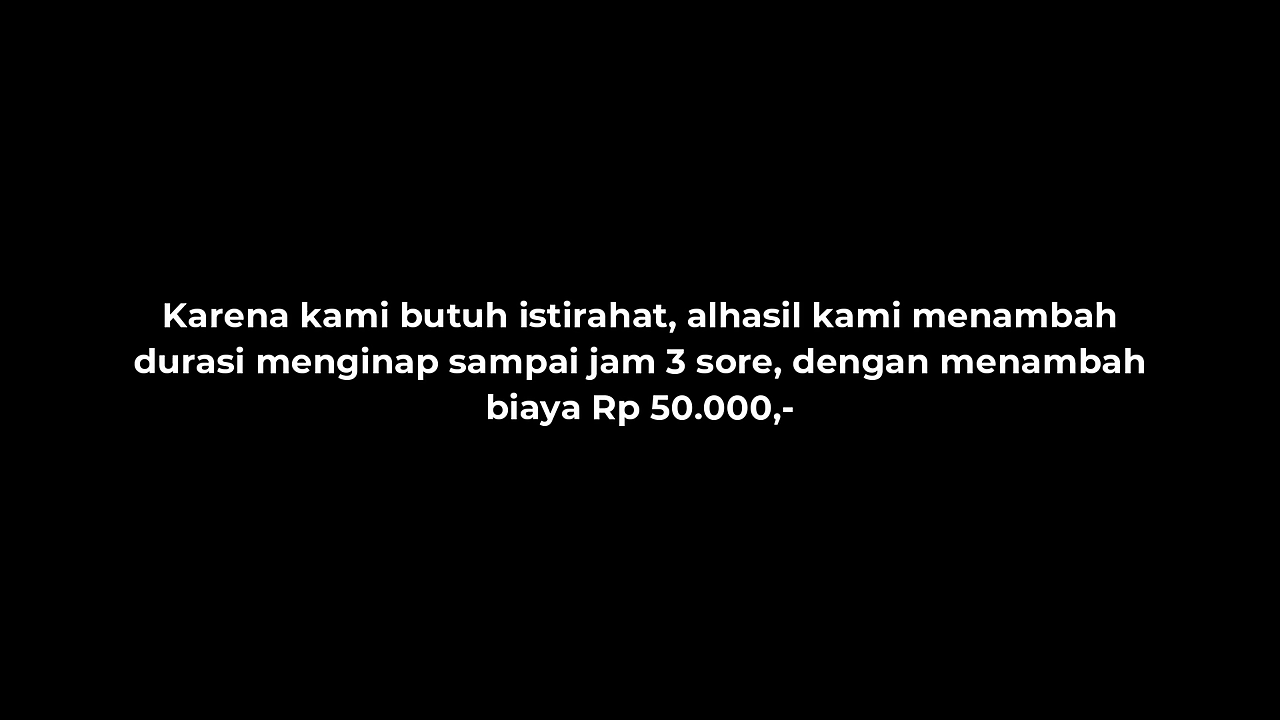 Karena kami butuh istirahat, alhasil kami menambah
durasi menginap sampai jam 3 sore, dengan menambah
biaya Rp 50.000,-